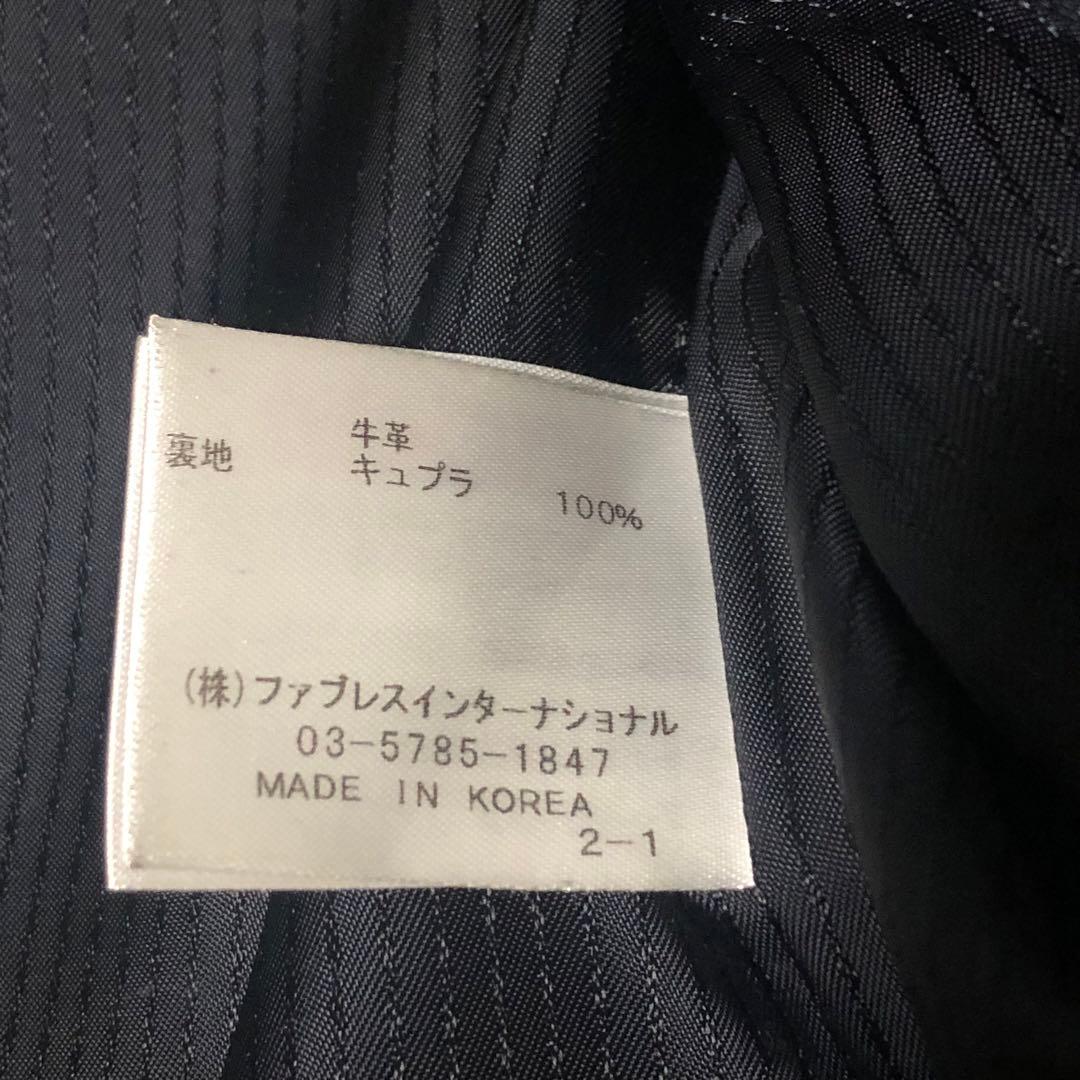 牛革
裏地 キュプラ 100%
(株)ファブレスインターナショナル
03-5785-1847
MADE IN KOREA
2-1